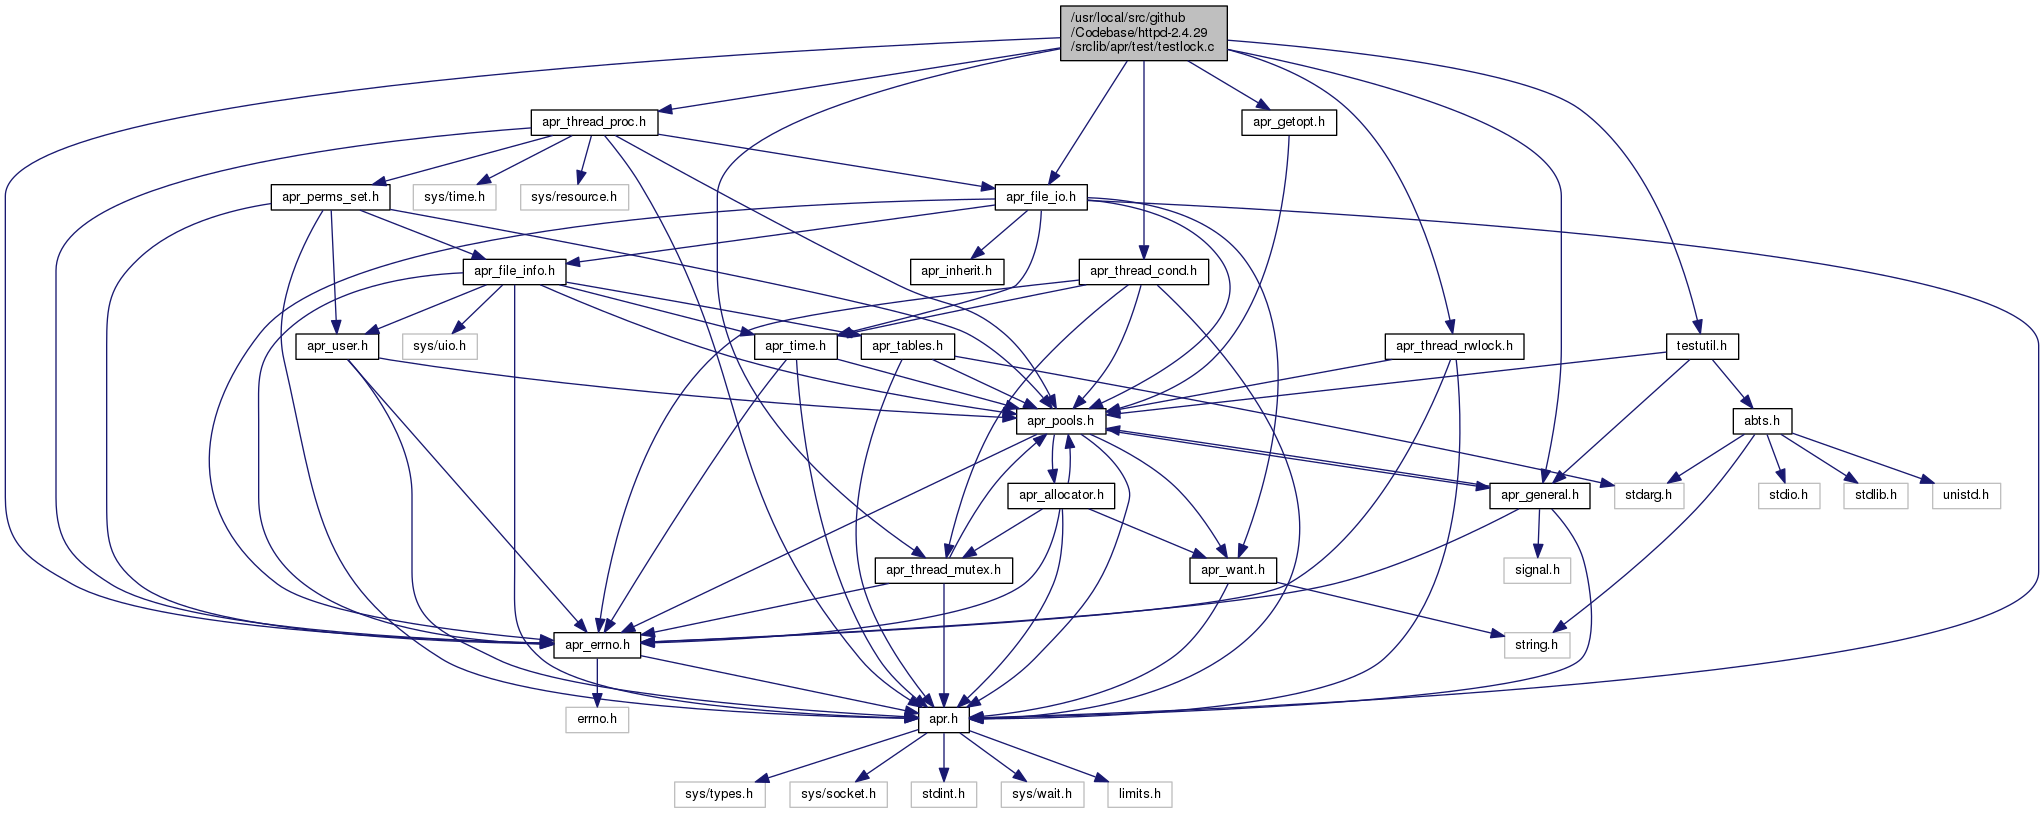 /usr/local/src/github
/Codebase/httpd-2.4.29
/srclib/apr/test/testlock.c
apr_thread_proc.h
apr_getopt.h
apr_perms_set.h
sys/time.h
sys/resource.h
apr_file_io.h
apr_file_info.h
apr_inherit.h
apr_thread_cond.h
apr_user.h
sys/uio.h
apr_time.h
apr_tables.h
apr_thread_rwlock.h
testutil.h
apr_pools.h
abts.h
apr_allocator.h
apr_general.h
stdarg.h
stdio.h
stdlib.h
unistd.h
apr_thread_mutex.h
apr_want.h
signal.h
apr_errno.h
string.h
errno.h
apr.h
sys/types.h
sys/socket.h
stdint.h
sys/wait.h
limits.h